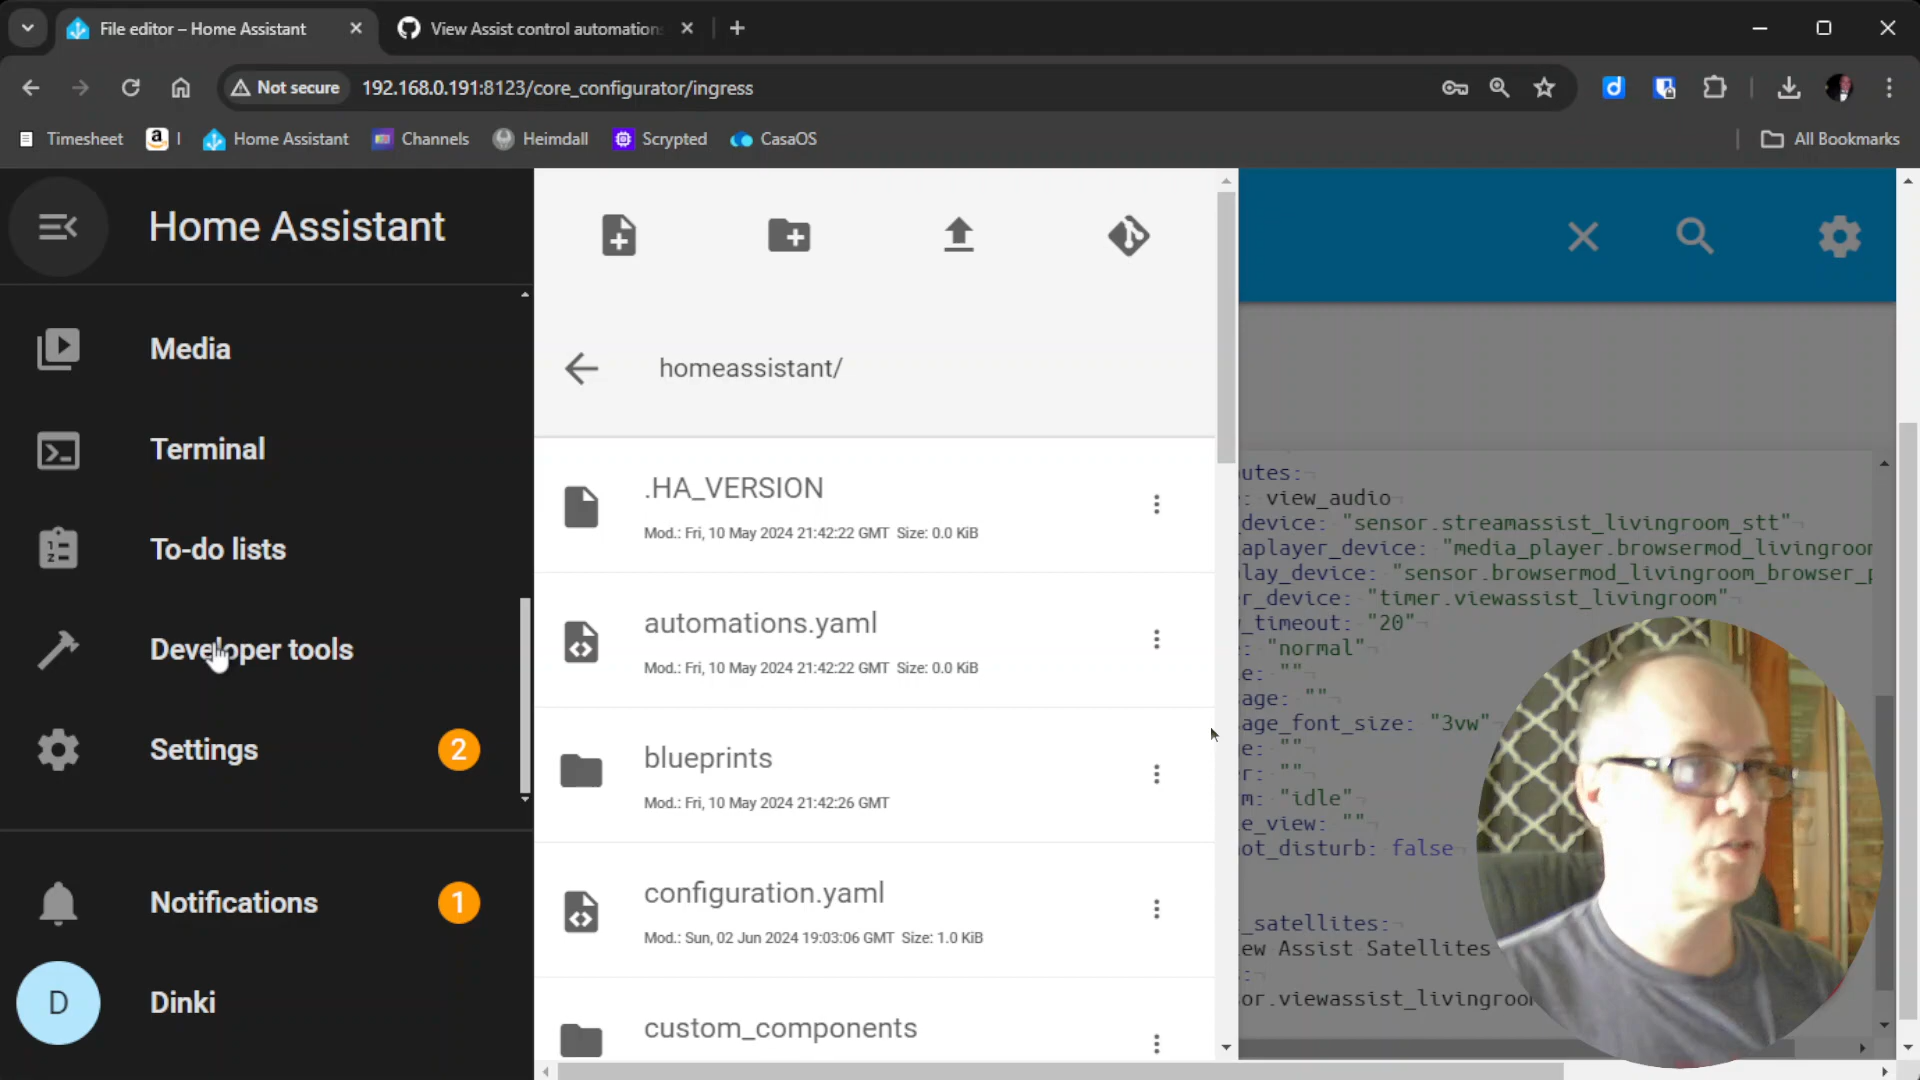 File editor – Home Assistant
View Assist control automation
Not secure
192.168.0.191:8123/core_configurator/ingress
Timesheet
a
I
Home Assistant
Channels
Heimdall
Scrypted
CasaOS
All Bookmarks
Home Assistant
Media
Terminal
To-do lists
Developer tools
Settings
2
Notifications
1
D
Dinki
homeassistant/
.HA_VERSION
Mod.: Fri, 10 May 2024 21:42:22 GMT Size: 0.0 KiB
automations.yaml
Mod.: Fri, 10 May 2024 21:42:22 GMT Size: 0.0 KiB
blueprints
Mod.: Fri, 10 May 2024 21:42:26 GMT
configuration.yaml
Mod.: Sun, 02 Jun 2024 19:03:06 GMT Size: 1.0 KiB
custom_components
utes:
: view_audio
_device: "sensor.streamassist_livingroom_stt"
aplayer_device: "media_player.browsermod_livingroom
lay_device: "sensor.browsermod_livingroom_browser_p
r_device: "timer.viewassist_livingroom"
_timeout: "20"
: "normal"
e: ""
age: ""
age_font_size: "3vw"
e: ""
r: ""
m: "idle"
e_view: ""
ot_disturb: false
_satellites:
ew Assist Satellites
:
or.viewassist_livingroom